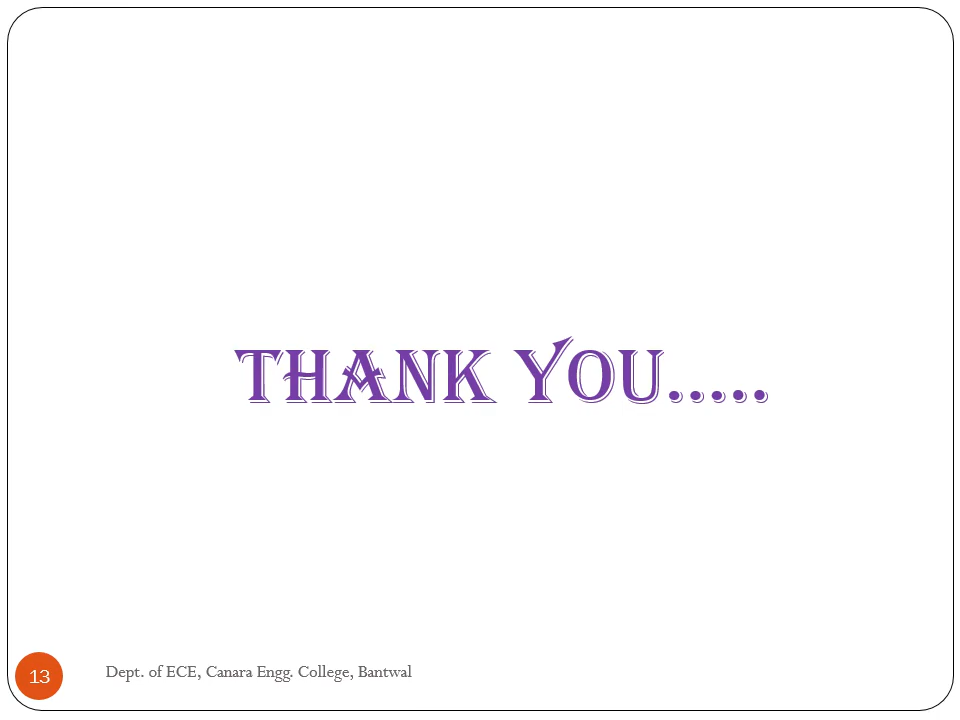 THANK YOU.....
13
Dept. of ECE, Canara Engg. College, Bantwal